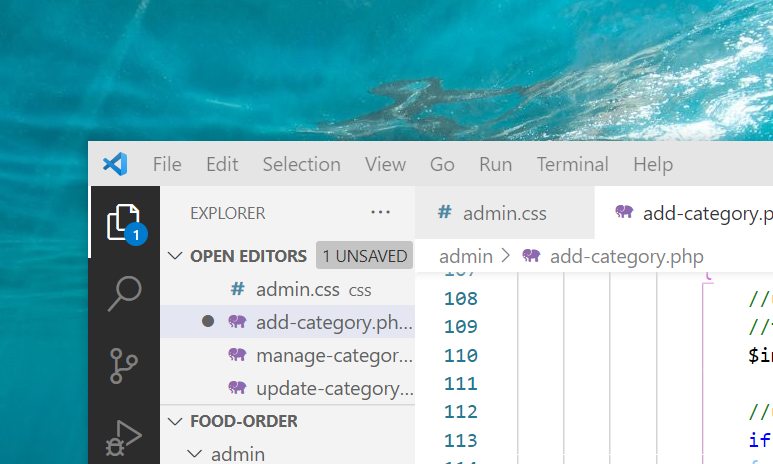 File Edit Selection View Go Run Terminal Help
EXPLORER ...
# admin.css
add-category.p
1
OPEN EDITORS 1 UNSAVED
admin > add-category.php
# admin.css css
add-category.ph...
manage-categor...
update-category...
FOOD-ORDER
admin
107 {
108 //
109 //
110 $i
111
112 //
113 if